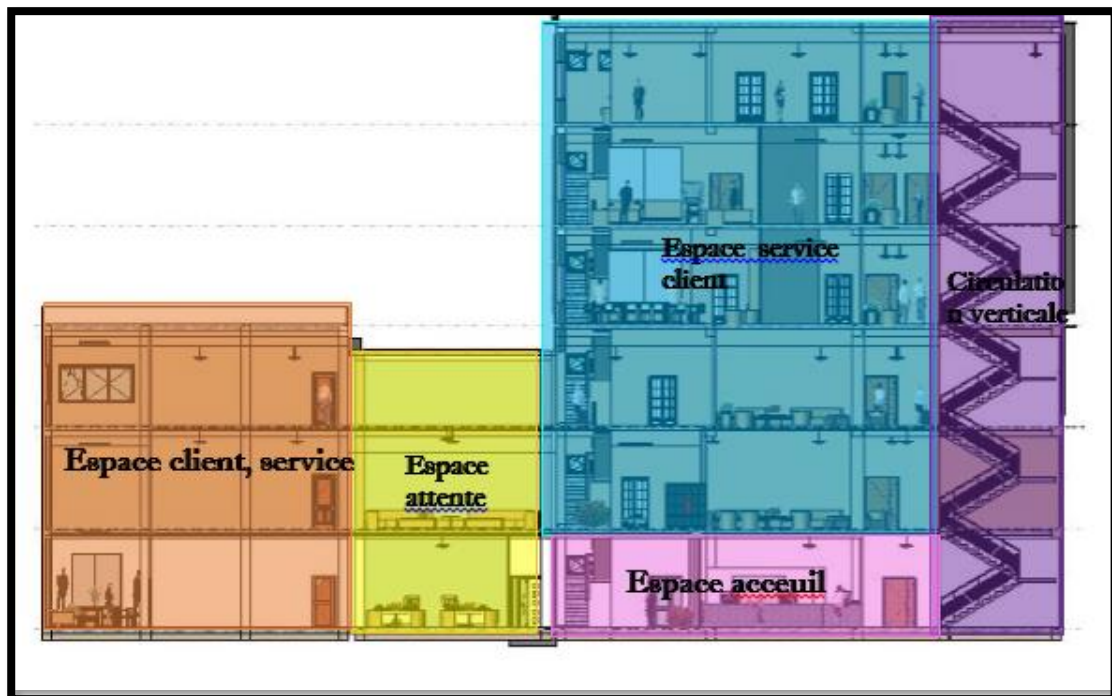 Espace service
client
Circulatio
n verticale
Espace client, service
Espace
attente
Espace acceuil